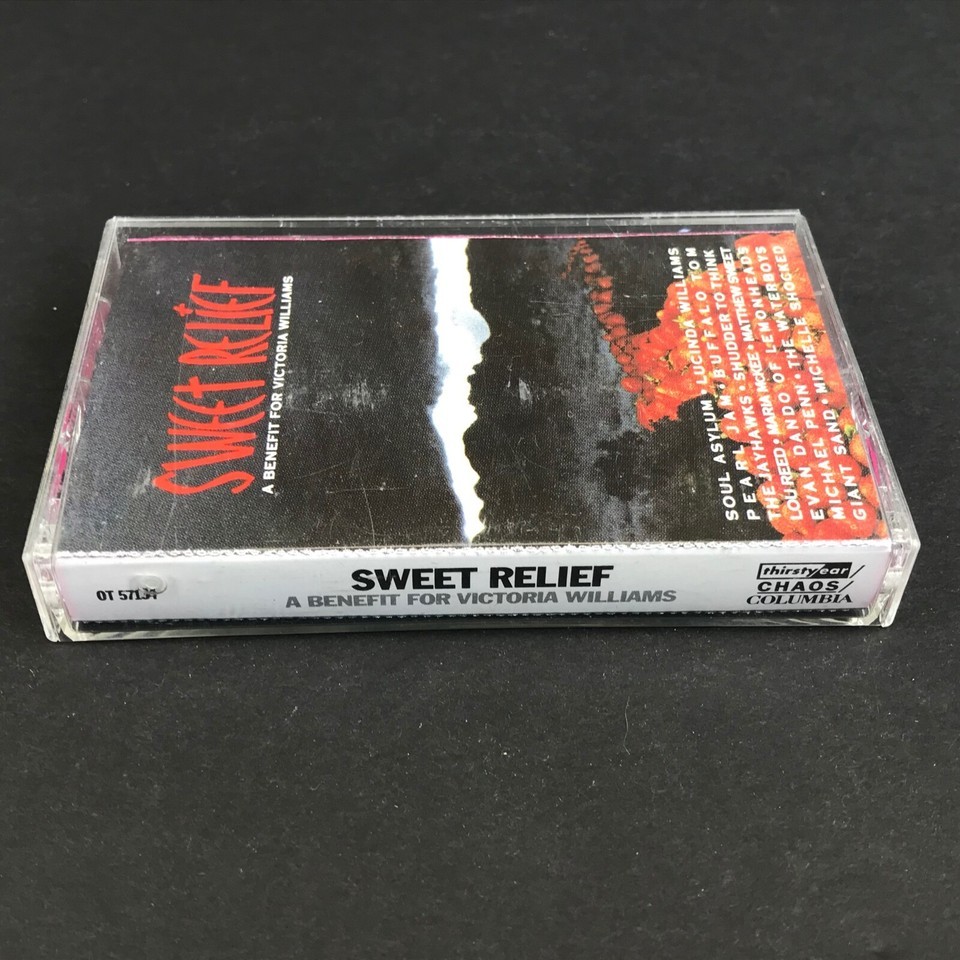 SWEET RELIEF
A BENEFIT FOR VICTORIA WILLIAMS
SOUL ASYLUM • LUCINDA WILLIAMS
PEARL JAM • BUFFALO TOM
THE JAYHAWKS • SHUDDER TO THINK
LOU REED • MARIA McKEE • MATTHEW SWEET
EVAN DANDO OF LEMONHEADS
MICHAEL PENN • THE WATERBOYS
GIANT SAND • MICHELLE SHOCKED
OT 57134
SWEET RELIEF
A BENEFIT FOR VICTORIA WILLIAMS
thirsty ear/
CHAOS/
COLUMBIA